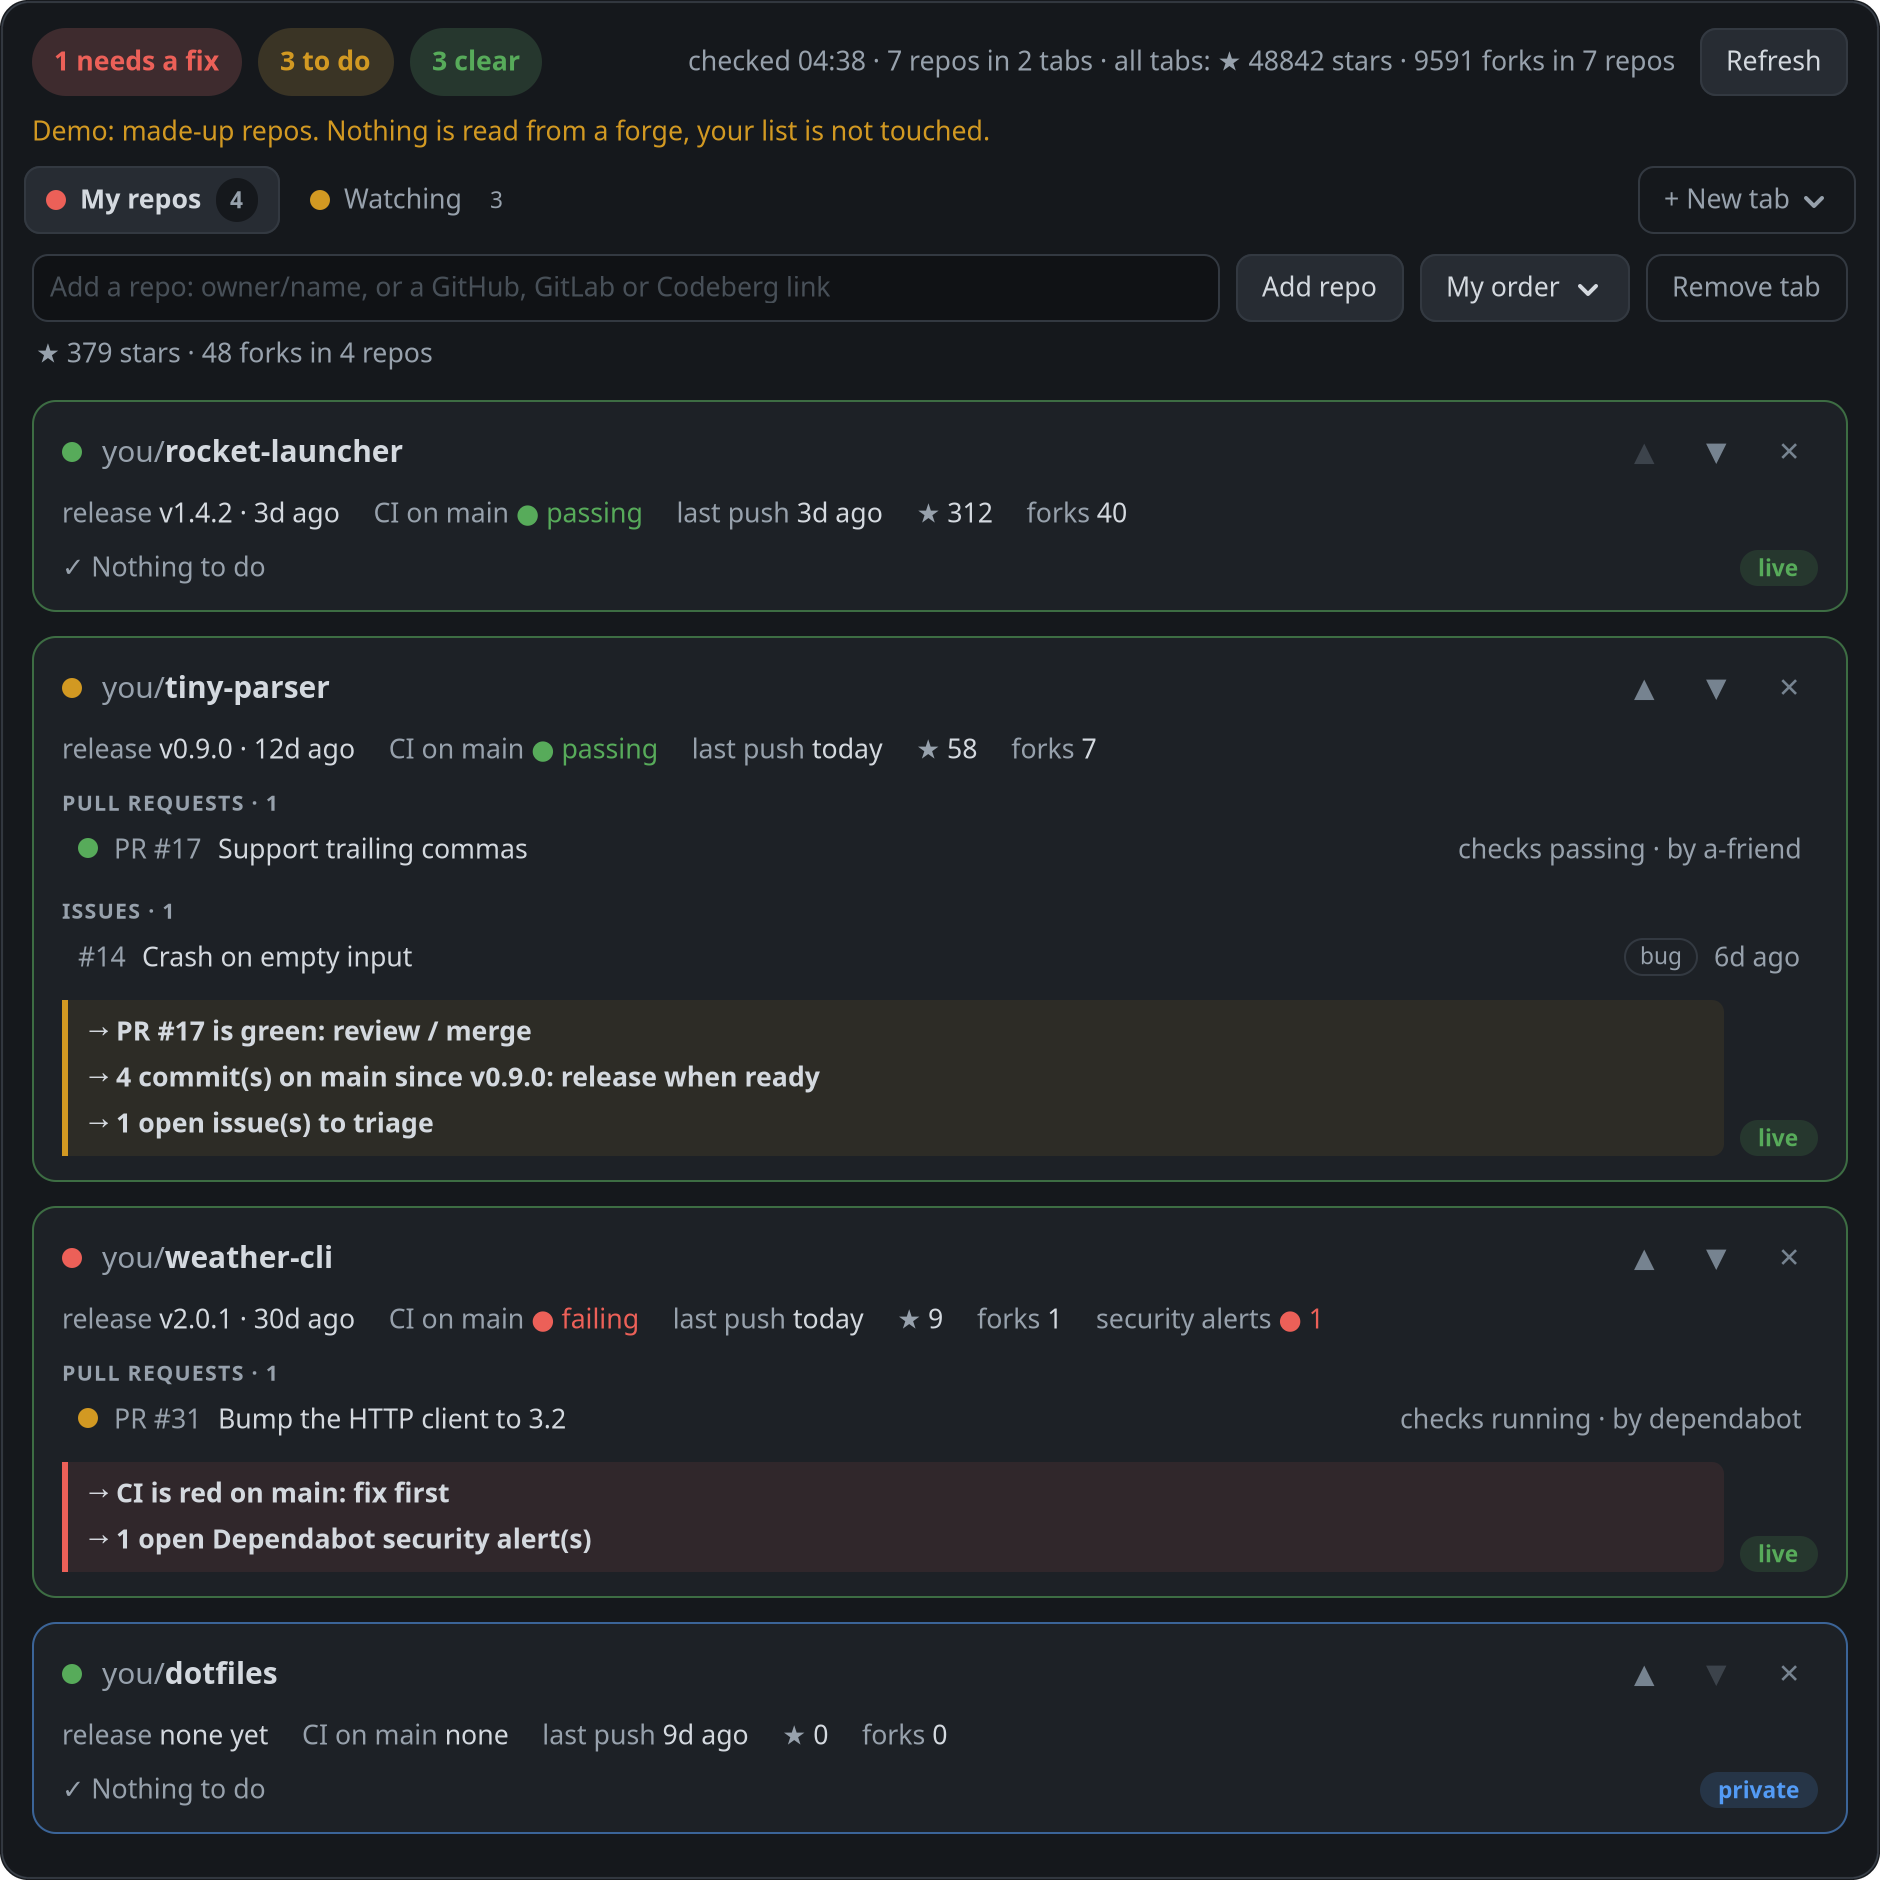 1 needs a fix 3 to do 3 clear checked 04:38 · 7 repos in 2 tabs · all tabs: ★ 48842 stars · 9591 forks in 7 repos Refresh
Demo: made-up repos. Nothing is read from a forge, your list is not touched.
My repos 4 Watching 3 + New tab
Add a repo: owner/name, or a GitHub, GitLab or Codeberg link Add repo My order Remove tab
★ 379 stars · 48 forks in 4 repos
you/rocket-launcher ▲ ▼ ✕
release v1.4.2 · 3d ago CI on main ● passing last push 3d ago ★ 312 forks 40
✓ Nothing to do live
you/tiny-parser ▲ ▼ ✕
release v0.9.0 · 12d ago CI on main ● passing last push today ★ 58 forks 7
PULL REQUESTS · 1
PR #17 Support trailing commas checks passing · by a-friend
ISSUES · 1
#14 Crash on empty input bug 6d ago
→ PR #17 is green: review / merge
→ 4 commit(s) on main since v0.9.0: release when ready
→ 1 open issue(s) to triage live
you/weather-cli ▲ ▼ ✕
release v2.0.1 · 30d ago CI on main ● failing last push today ★ 9 forks 1 security alerts ● 1
PULL REQUESTS · 1
PR #31 Bump the HTTP client to 3.2 checks running · by dependabot
→ CI is red on main: fix first
→ 1 open Dependabot security alert(s) live
you/dotfiles ▲ ▼ ✕
release none yet CI on main none last push 9d ago ★ 0 forks 0
✓ Nothing to do private